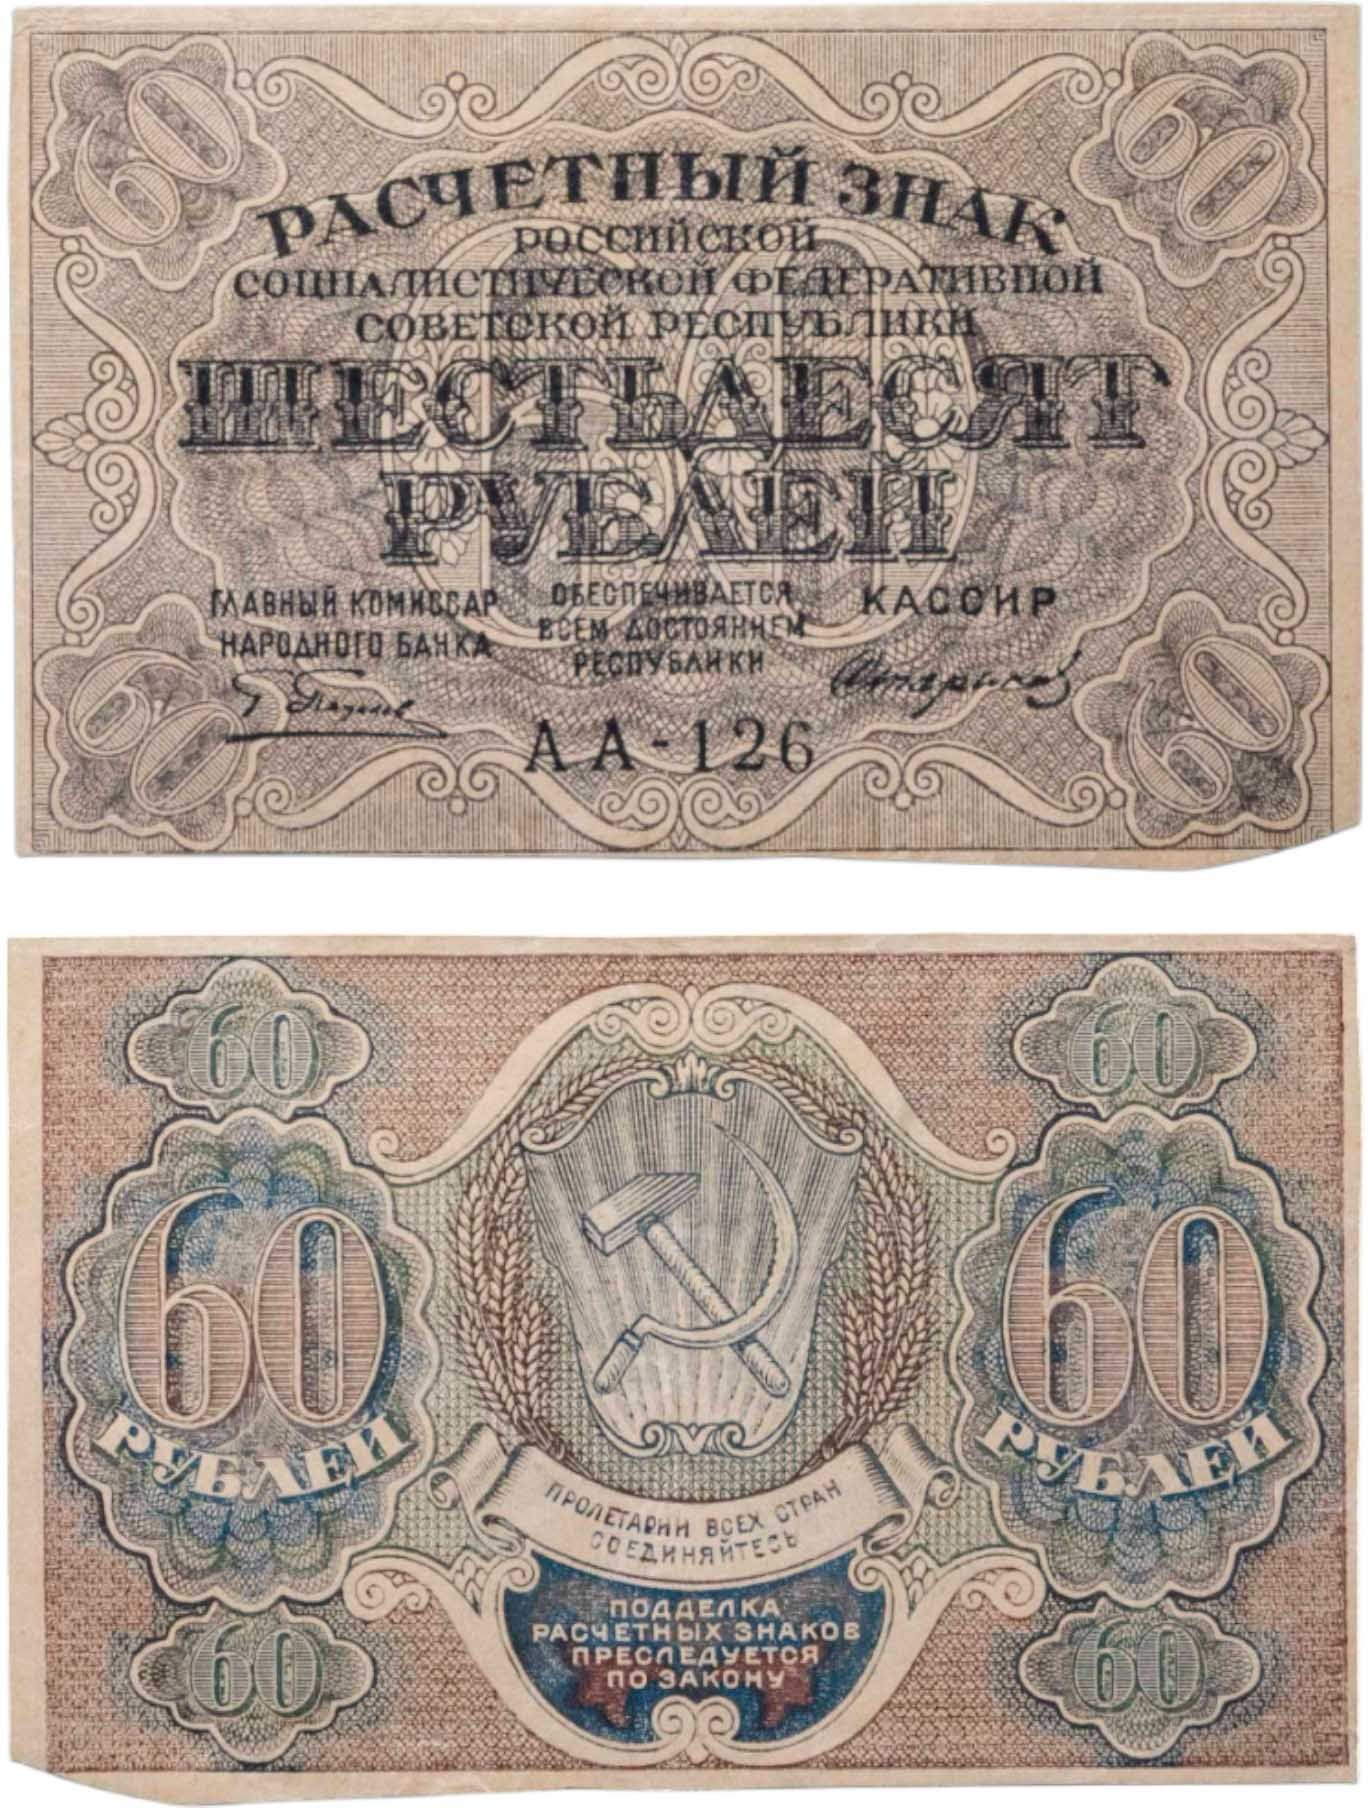 60 60
РАСЧЕТНЫЙ ЗНАК
РОССИЙСКОЙ
СОЦИАЛИСТИЧЕСКОЙ ФЕДЕРАТИВНОЙ
СОВЕТСКОЙ РЕСПУБЛИКИ
ШЕСТЬДЕСЯТ
РУБЛЕЙ
ГЛАВНЫЙ КОМИССАР
НАРОДНОГО БАНКА
ОБЕСПЕЧИВАЕТСЯ
ВСЕМ ДОСТОЯНИЕМ
РЕСПУБЛИКИ
КАССИР
60 60
АА-126
60 60
60 60
РУБЛЕЙ РУБЛЕЙ
ПРОЛЕТАРИИ ВСЕХ СТРАН
СОЕДИНЯЙТЕСЬ
ПОДДЕЛКА
РАСЧЕТНЫХ ЗНАКОВ
ПРЕСЛЕДУЕТСЯ
ПО ЗАКОНУ
60 60